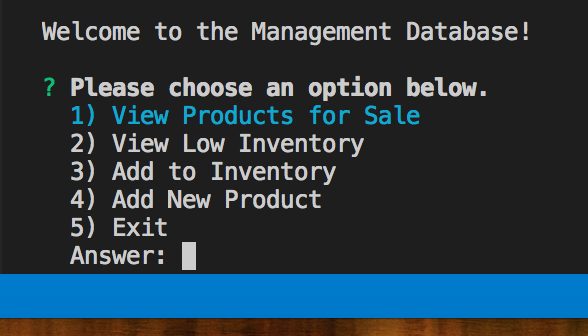 Welcome to the Management Database!
? Please choose an option below.
1) View Products for Sale
2) View Low Inventory
3) Add to Inventory
4) Add New Product
5) Exit
Answer: